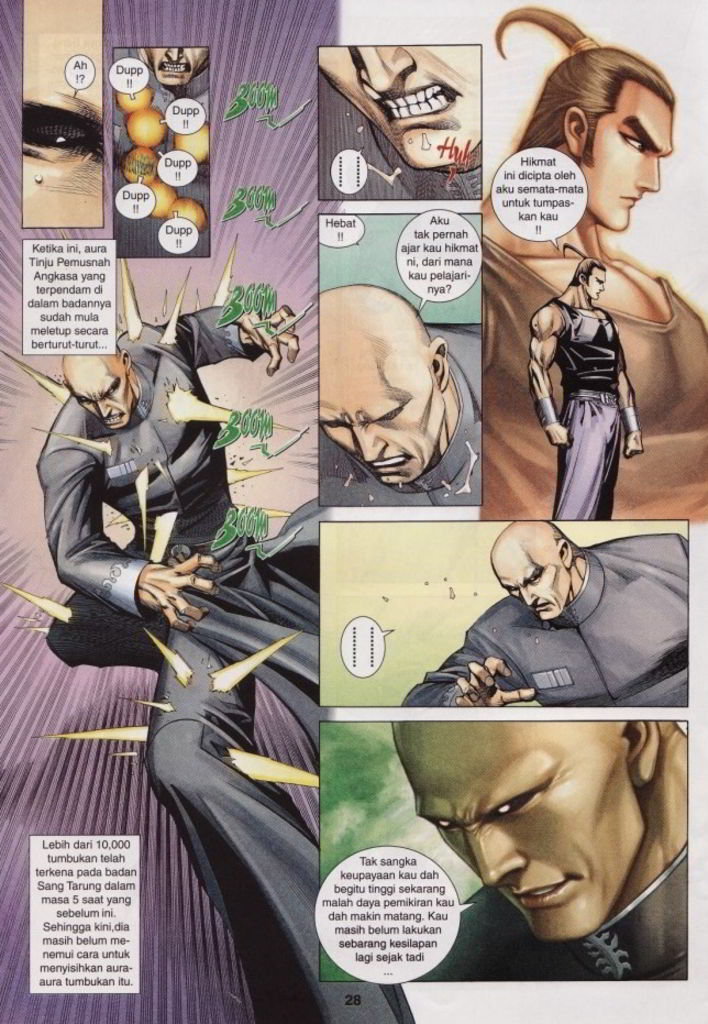 Ah
!?
Dupp
!!
Dupp
!!
Dupp
!!
Dupp
!!
Dupp
!!
Ketika ini, aura
Tinju Pemusnah
Angkasa yang
terpendam di
dalam badannya
sudah mula
meletup secara
berturut-turut...
BOOM
BOOM
BOOM
BOOM
BOOM
Lebih dari 10,000
tumbukan telah
terkena pada badan
Sang Tarung dalam
masa 5 saat yang
sebelum ini.
Sehingga kini,dia
masih belum me-
nemui cara untuk
menyisihkan aura-
aura tumbukan itu.
Huh
Hikmat
ini dicipta oleh
aku semata-mata
untuk tumpas-
kan kau
!!
Hebat
!!
Aku
tak pernah
ajar kau hikmat
ni, dari mana
kau pelajari-
nya?
Tak sangka
keupayaan kau dah
begitu tinggi sekarang
malah daya pemikiran kau
dah makin matang. Kau
masih belum lakukan
sebarang kesilapan
lagi sejak tadi
...
28